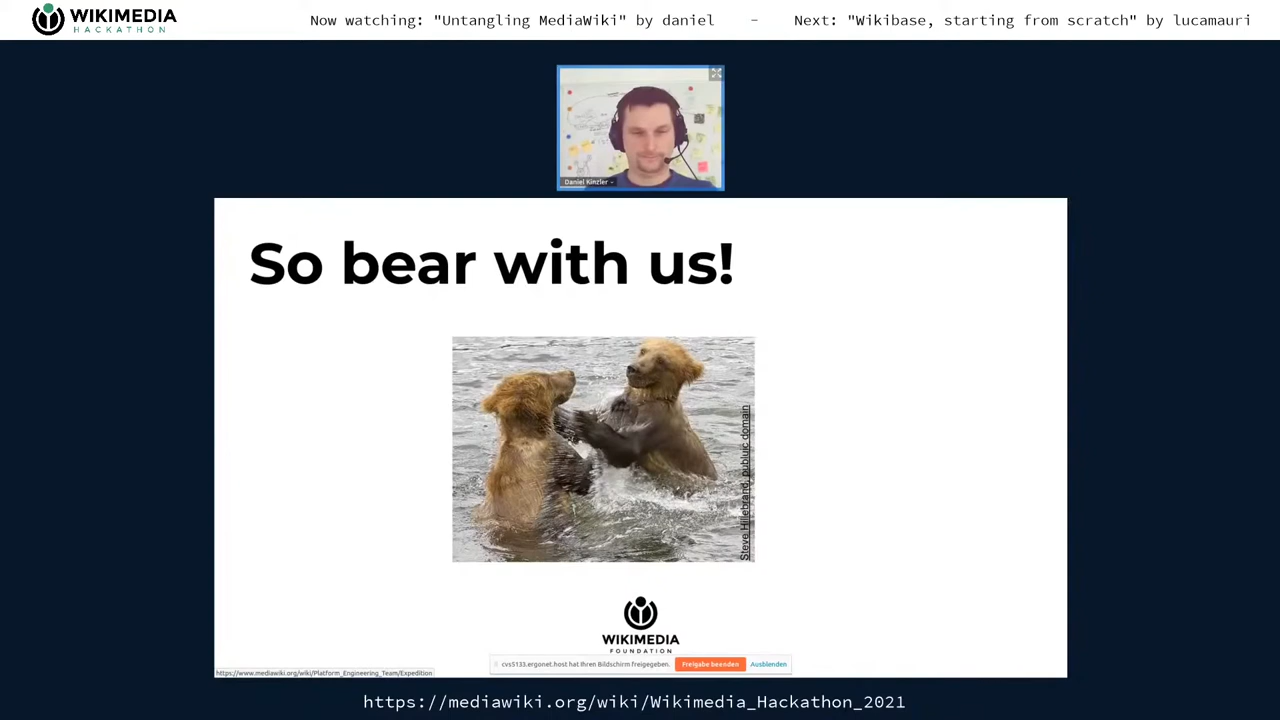 WIKIMEDIA
HACKATHON
Now watching: "Untangling MediaWiki" by daniel - Next: "Wikibase, starting from scratch" by lucamauri
Daniel Kinzler
So bear with us!
Steve Hillebrand, publuic domain
WIKIMEDIA
FOUNDATION
cvs5133.ergonet.host hat Ihren Bildschirm freigegeben. Freigabe beenden Ausblenden
https://www.mediawiki.org/wiki/Platform_Engineering_Team/Expedition
https://mediawiki.org/wiki/Wikimedia_Hackathon_2021